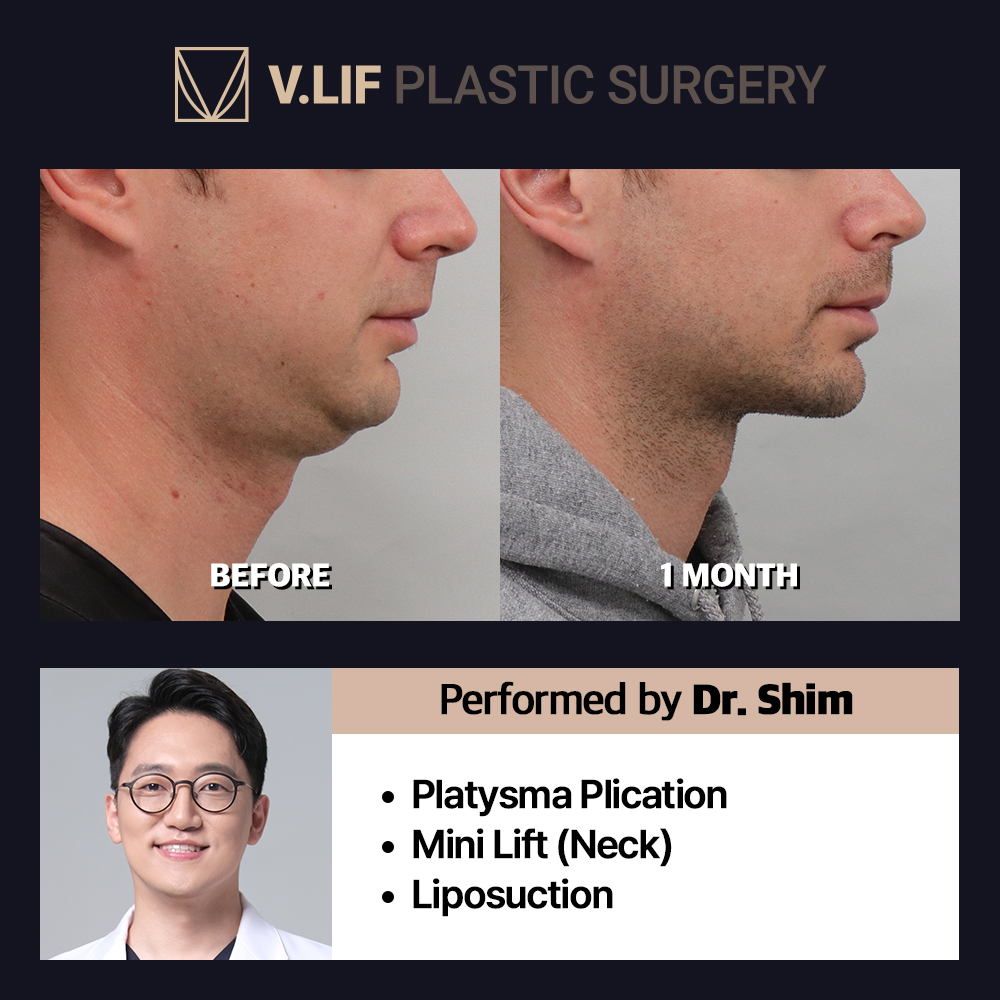 V.LIF PLASTIC SURGERY
BEFORE
1 MONTH
Performed by Dr. Shim
• Platysma Plication
• Mini Lift (Neck)
• Liposuction